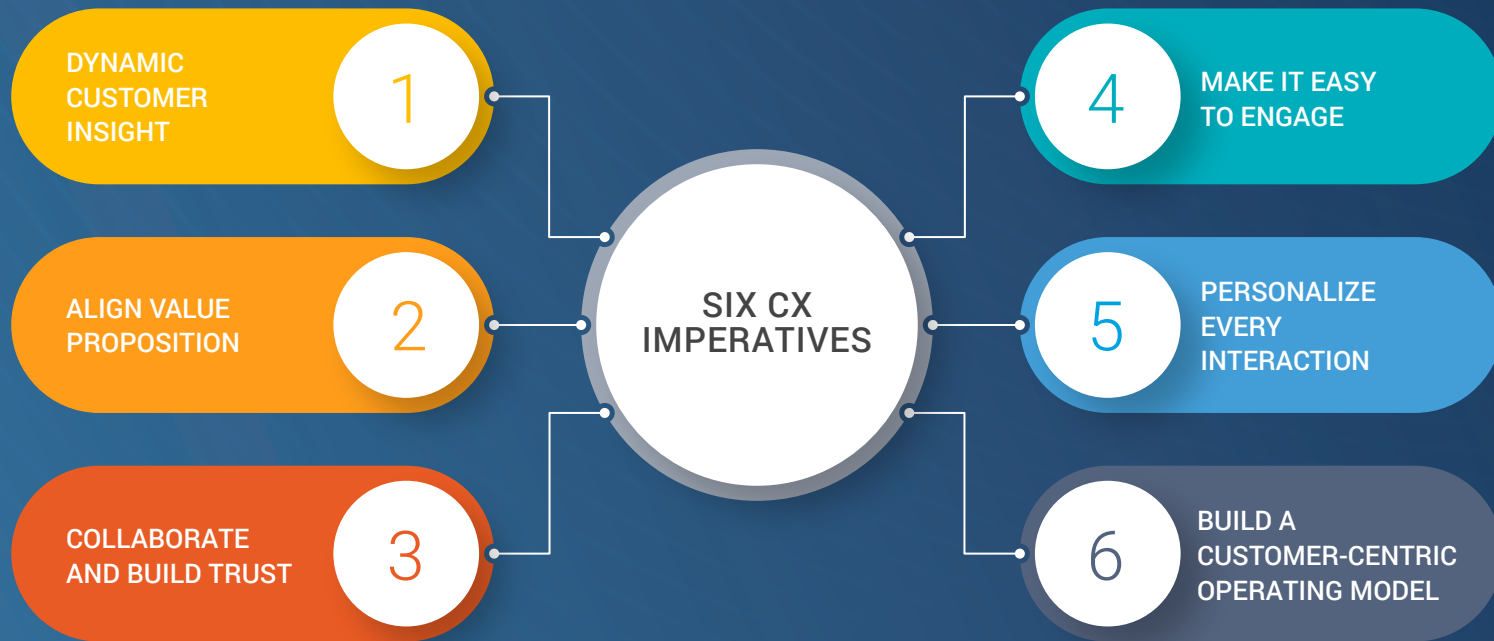 DYNAMIC
CUSTOMER
INSIGHT
1
ALIGN VALUE
PROPOSITION
2
COLLABORATE
AND BUILD TRUST
3
SIX CX
IMPERATIVES
4
MAKE IT EASY
TO ENGAGE
5
PERSONALIZE
EVERY
INTERACTION
6
BUILD A
CUSTOMER-CENTRIC
OPERATING MODEL